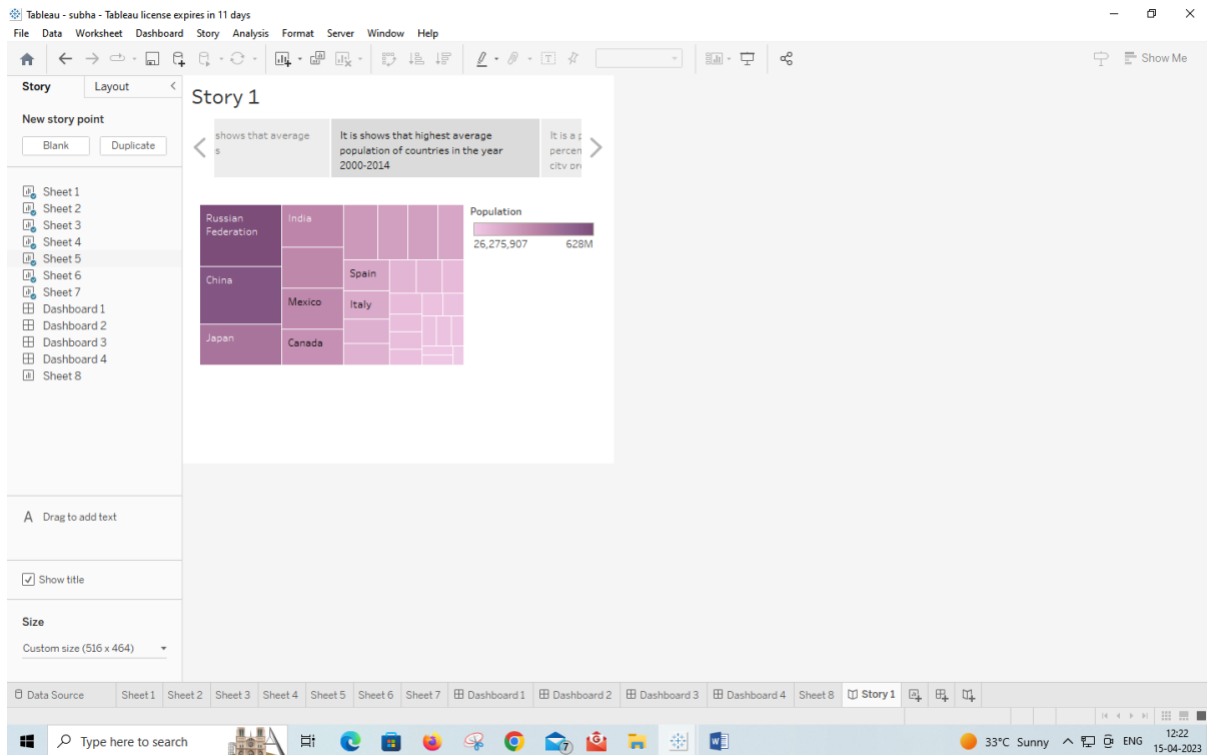 Tableau - subha - Tableau license expires in 11 days
File Data Worksheet Dashboard Story Analysis Format Server Window Help
Show Me
Story Layout
New story point
Blank Duplicate
Sheet 1
Sheet 2
Sheet 3
Sheet 4
Sheet 5
Sheet 6
Sheet 7
Dashboard 1
Dashboard 2
Dashboard 3
Dashboard 4
Sheet 8
A Drag to add text
Show title
Size
Custom size (516 x 464)
Story 1
shows that average
s
It is shows that highest average
population of countries in the year
2000-2014
It is a p
percen
city or
Russian
Federation
China
Japan
India
Mexico
Canada
Spain
Italy
Population
26,275,907 628M
Data Source Sheet 1 Sheet 2 Sheet 3 Sheet 4 Sheet 5 Sheet 6 Sheet 7 Dashboard 1 Dashboard 2 Dashboard 3 Dashboard 4 Sheet 8 Story 1
Type here to search
7
G
W
33°C Sunny ENG
12:22
15-04-2023